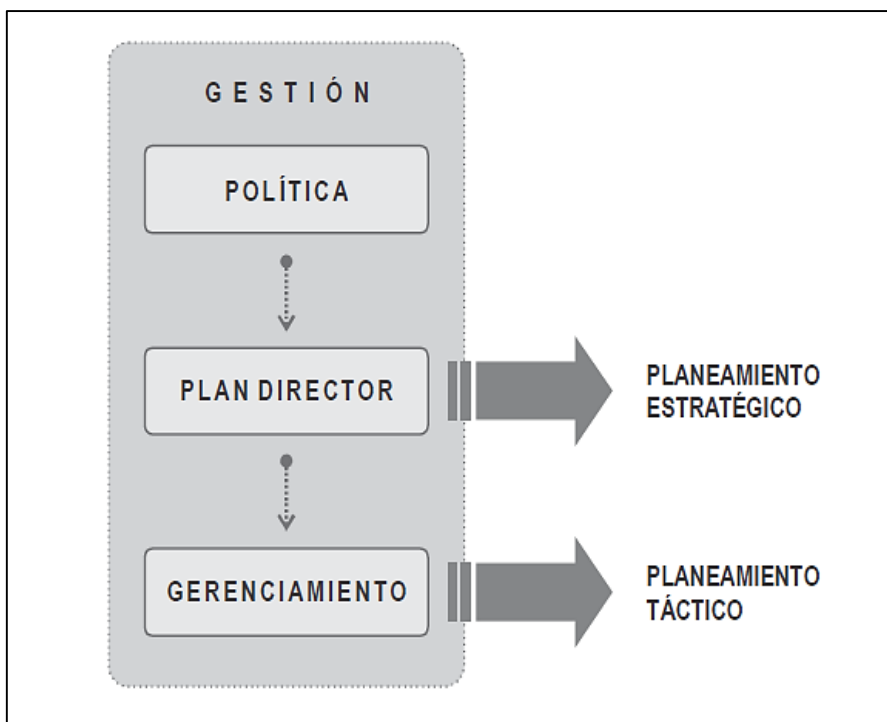 GESTIÓN
POLÍTICA
PLAN DIRECTOR
PLANEAMIENTO
ESTRATÉGICO
GERENCIAMIENTO
PLANEAMIENTO
TÁCTICO